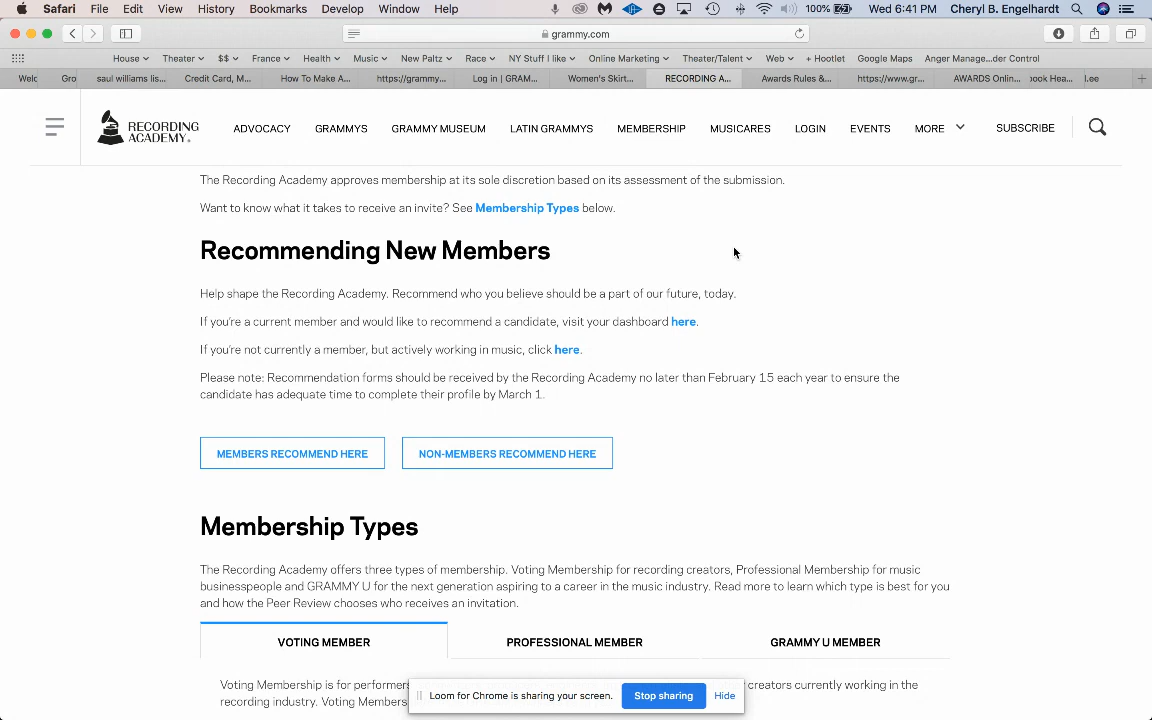 Safari File Edit View History Bookmarks Develop Window Help 100% Wed 6:41 PM Cheryl B. Engelhardt
grammy.com
House Theater $$ France Health Music New Paltz Race NY Stuff I like Online Marketing Theater/Talent Web + Hootlet Google Maps Anger Manage...der Control
Welc Gro saul williams lis... Credit Card, M... How To Make A... https://grammy... Log in | GRAM... Women's Skirt... RECORDING A... Awards Rules &... https://www.gr... AWARDS Onlin... ook Hea... l.ee
RECORDING ACADEMY® ADVOCACY GRAMMYS GRAMMY MUSEUM LATIN GRAMMYS MEMBERSHIP MUSICARES LOGIN EVENTS MORE SUBSCRIBE
The Recording Academy approves membership at its sole discretion based on its assessment of the submission.
Want to know what it takes to receive an invite? See Membership Types below.
Recommending New Members
Help shape the Recording Academy. Recommend who you believe should be a part of our future, today.
If you're a current member and would like to recommend a candidate, visit your dashboard here.
If you're not currently a member, but actively working in music, click here.
Please note: Recommendation forms should be received by the Recording Academy no later than February 15 each year to ensure the
candidate has adequate time to complete their profile by March 1.
MEMBERS RECOMMEND HERE NON-MEMBERS RECOMMEND HERE
Membership Types
The Recording Academy offers three types of membership. Voting Membership for recording creators, Professional Membership for music
businesspeople and GRAMMY U for the next generation aspiring to a career in the music industry. Read more to learn which type is best for you
and how the Peer Review chooses who receives an invitation.
VOTING MEMBER PROFESSIONAL MEMBER GRAMMY U MEMBER
Voting Membership is for performers creators currently working in the
recording industry. Voting Members
Loom for Chrome is sharing your screen. Stop sharing Hide